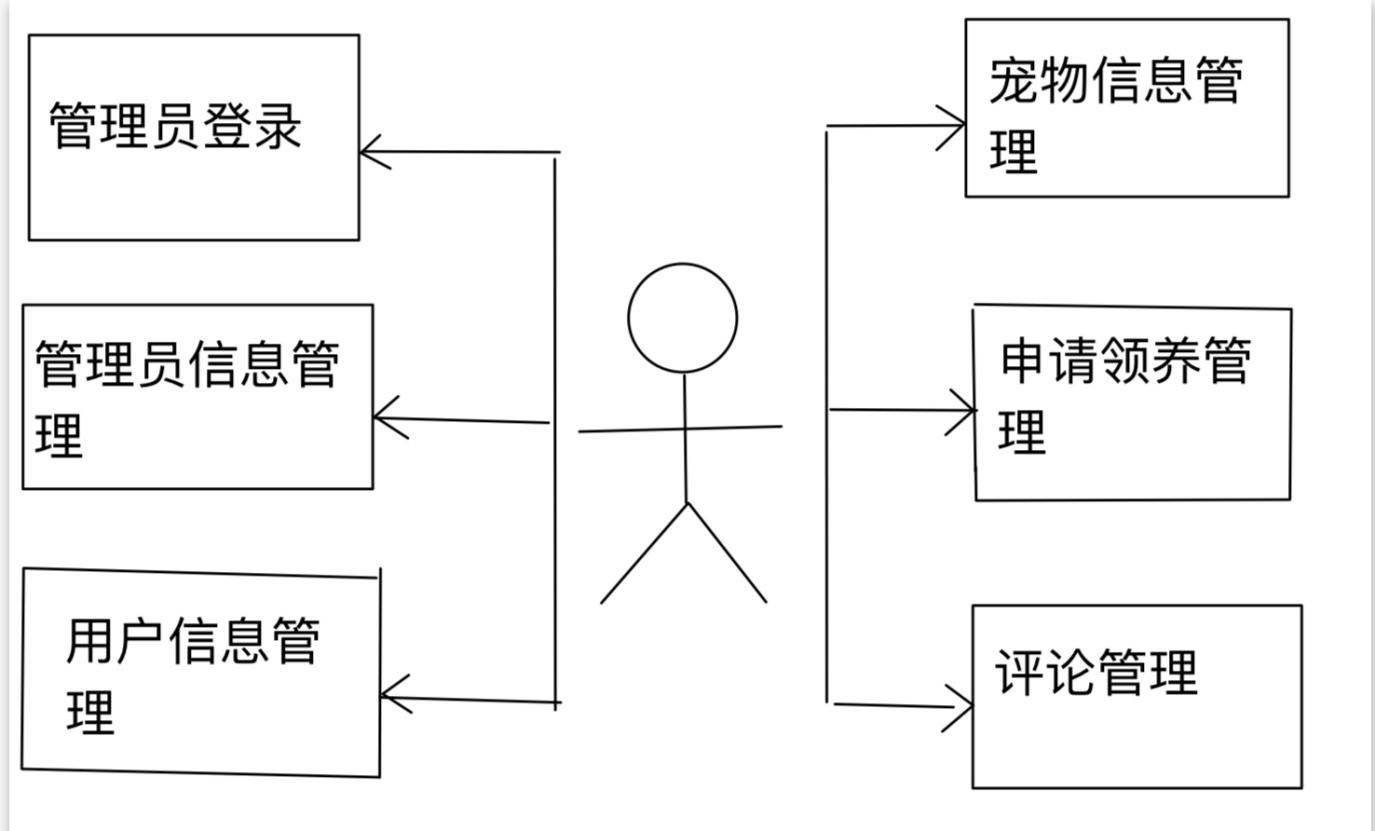 管理员登录
管理员信息管
理
用户信息管
理
宠物信息管
理
申请领养管
理
评论管理